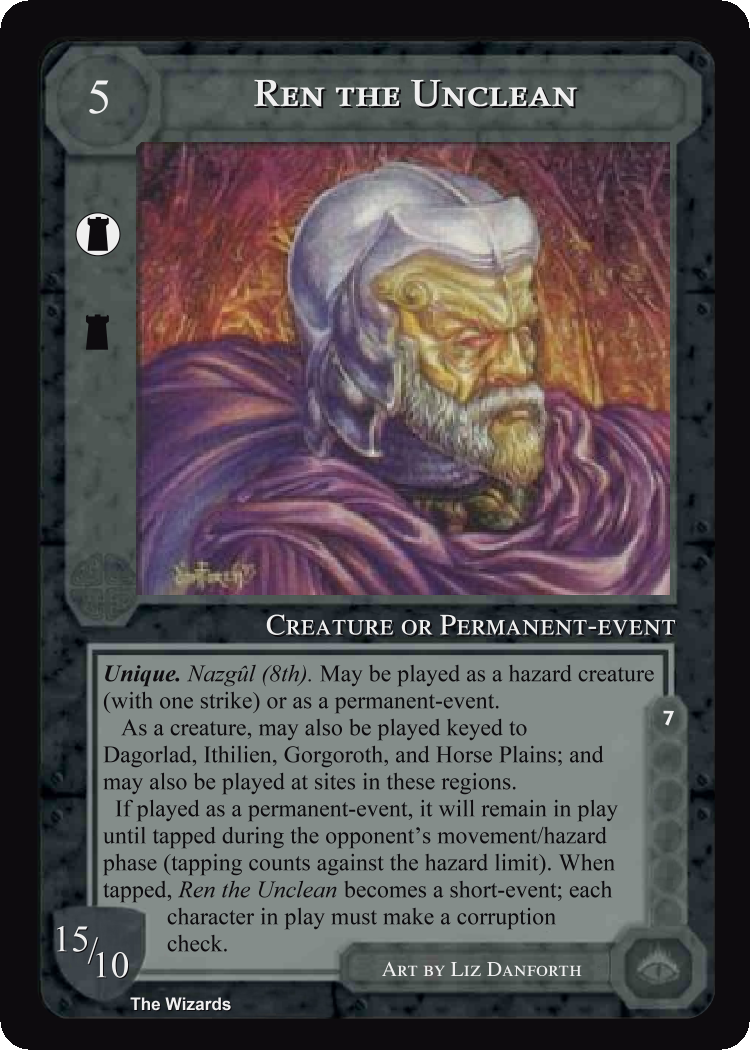 5
REN THE UNCLEAN
CREATURE OR PERMANENT-EVENT
Unique. Nazgûl (8th). May be played as a hazard creature
(with one strike) or as a permanent-event.
As a creature, may also be played keyed to
Dagorlad, Ithilien, Gorgoroth, and Horse Plains; and
may also be played at sites in these regions.
If played as a permanent-event, it will remain in play
until tapped during the opponent's movement/hazard
phase (tapping counts against the hazard limit). When
tapped, Ren the Unclean becomes a short-event; each
character in play must make a corruption
check.
7
15/10
ART BY LIZ DANFORTH
The Wizards